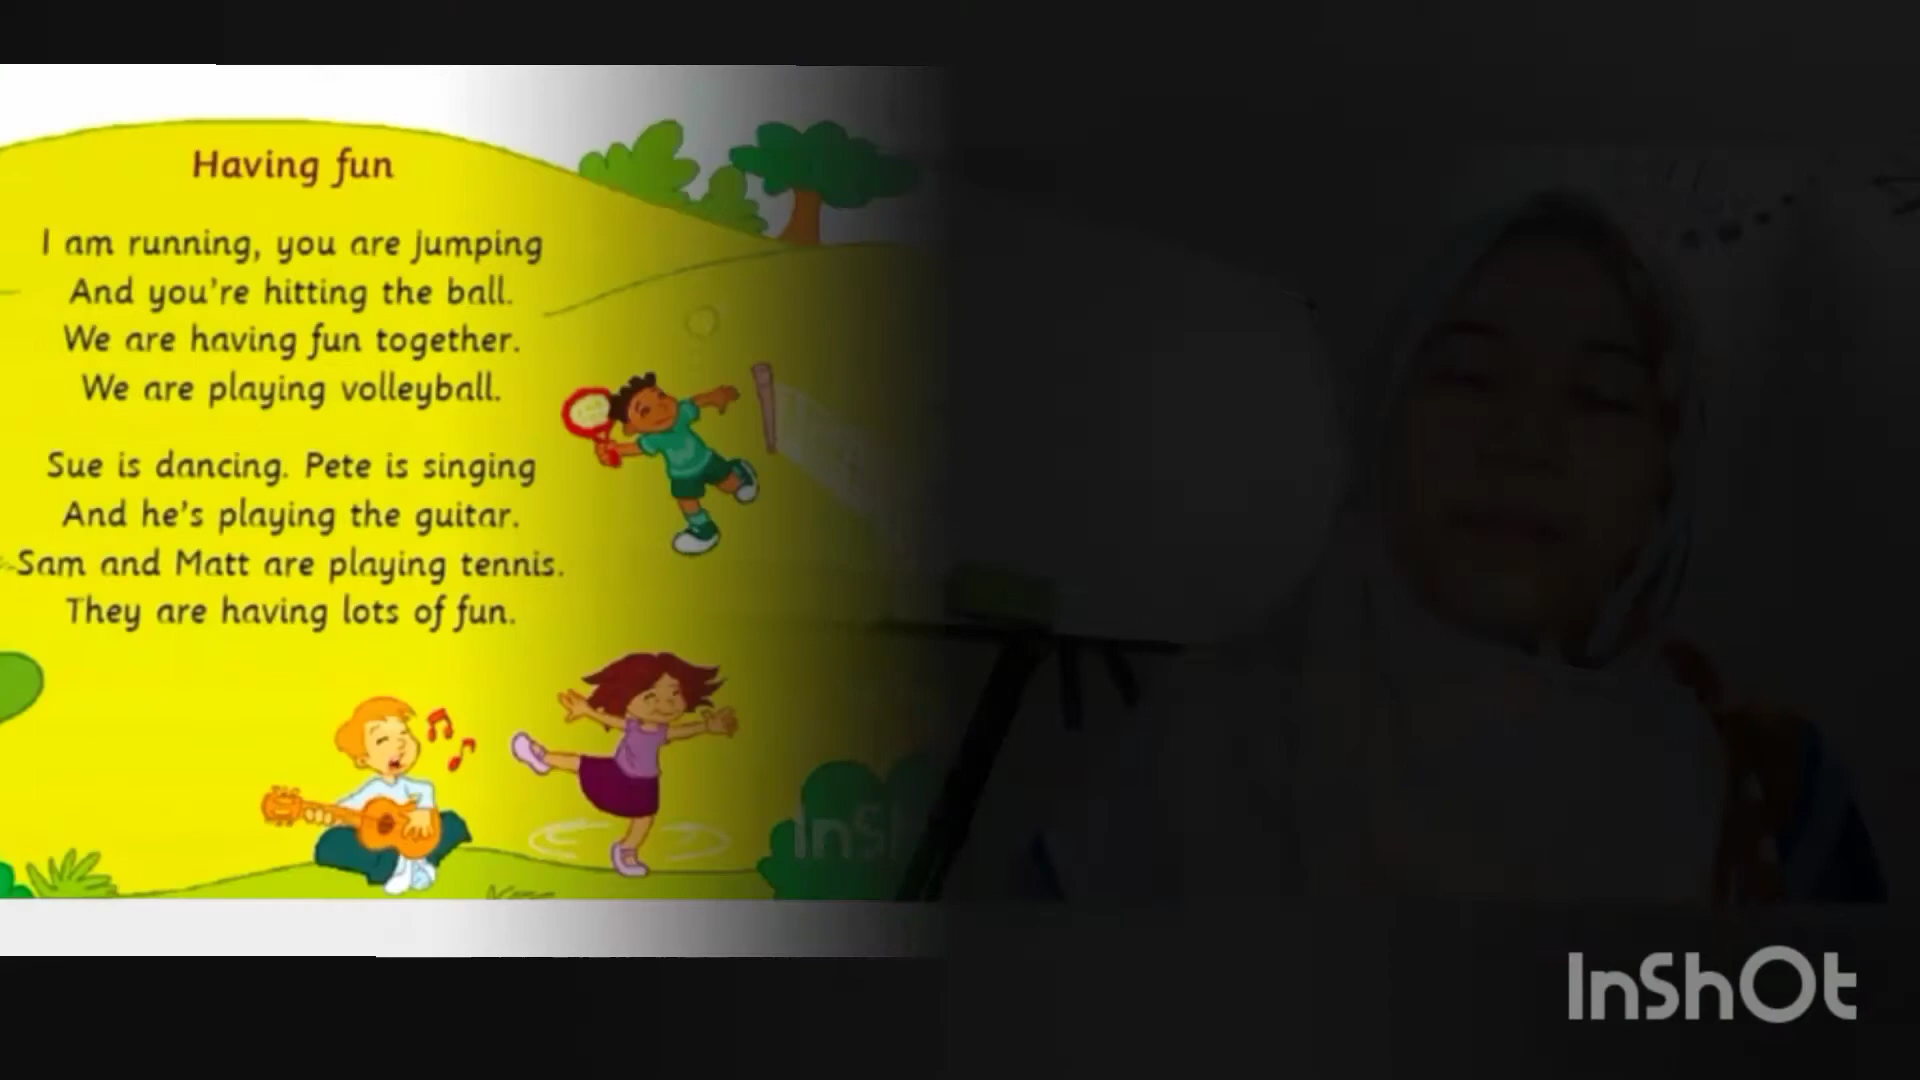 Having fun
I am running, you are jumping
And you're hitting the ball.
We are having fun together.
We are playing volleyball.
Sue is dancing. Pete is singing
And he's playing the guitar.
Sam and Matt are playing tennis.
They are having lots of fun.
InSh
InShOt